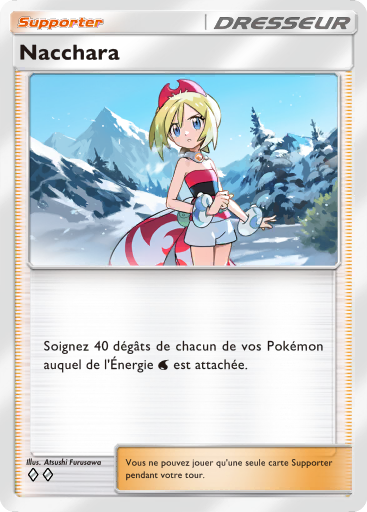 Supporter
DRESSEUR
Nacchara
Soignez 40 dégâts de chacun de vos Pokémon
auquel de l'Énergie est attachée.
Illus. Atsushi Furusawa
Vous ne pouvez jouer qu'une seule carte Supporter
pendant votre tour.